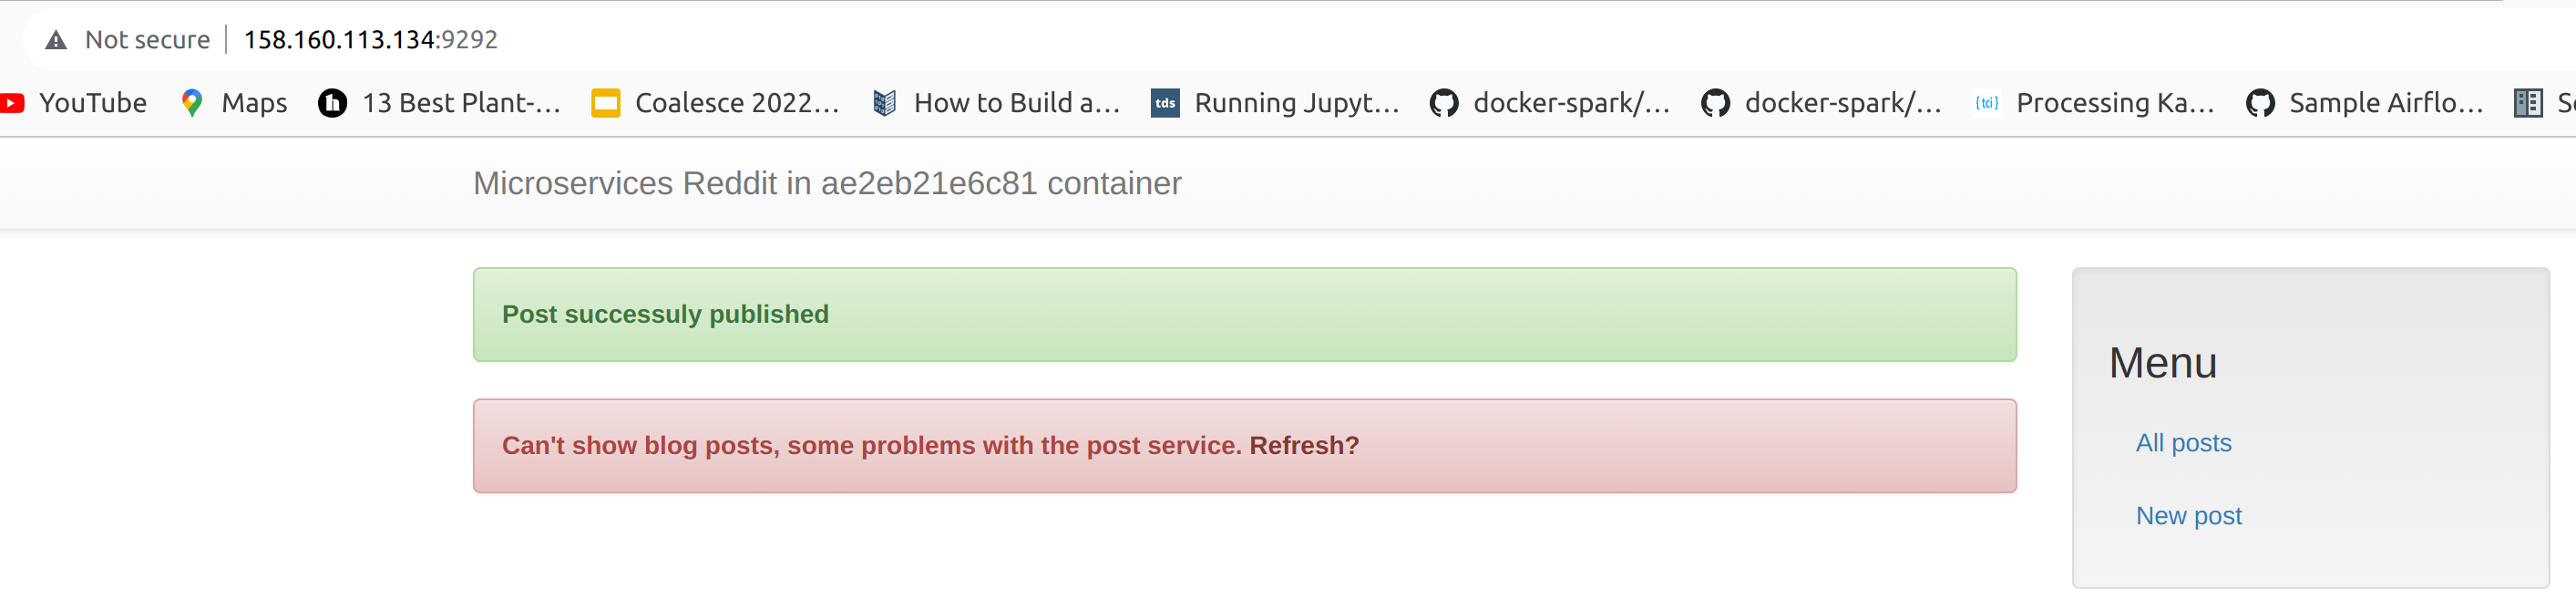 Not secure | 158.160.113.134:9292
YouTube Maps 13 Best Plant-... Coalesce 2022... tds How to Build a... Running Jupyt... docker-spark/... docker-spark/... {tci} Processing Ka... Sample Airflo... S
Microservices Reddit in ae2eb21e6c81 container
Post successuly published
Can't show blog posts, some problems with the post service. Refresh?
Menu
All posts
New post